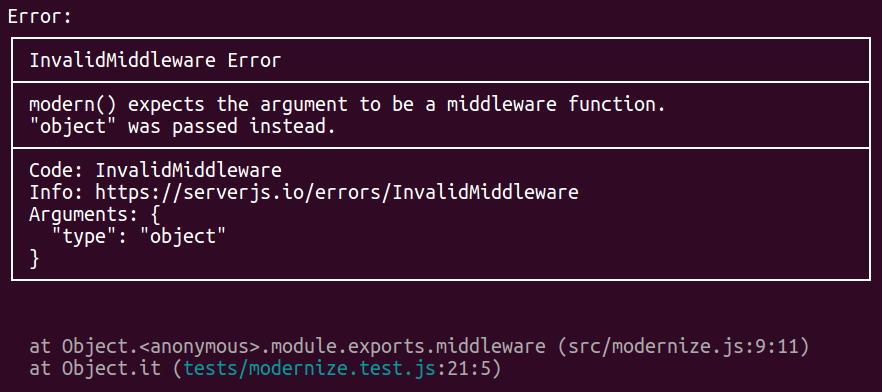 Error:
InvalidMiddleware Error
modern() expects the argument to be a middleware function.
"object" was passed instead.
Code: InvalidMiddleware
Info: https://serverjs.io/errors/InvalidMiddleware
Arguments: {
  "type": "object"
}
at Object.<anonymous>.module.exports.middleware (src/modernize.js:9:11)
at Object.it (tests/modernize.test.js:21:5)